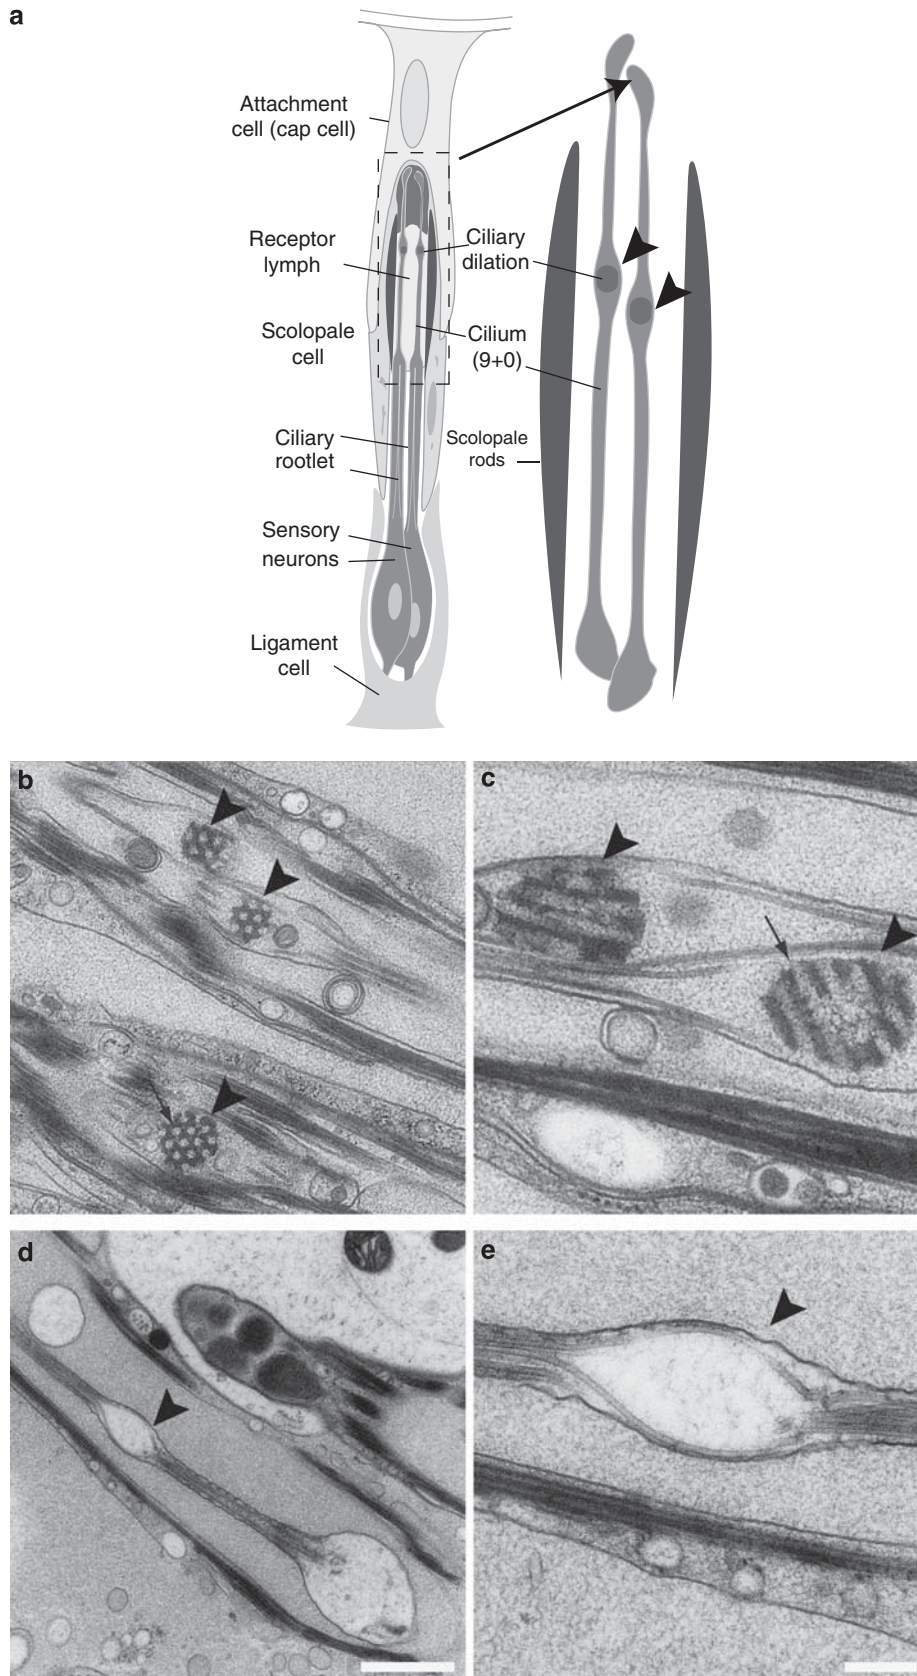 a
Attachment
cell (cap cell)
Receptor
lymph
Ciliary
dilation
Scolopale
cell
Cilium
(9+0)
Ciliary
rootlet
Scolopale
rods
Sensory
neurons
Ligament
cell
b
c
d
e